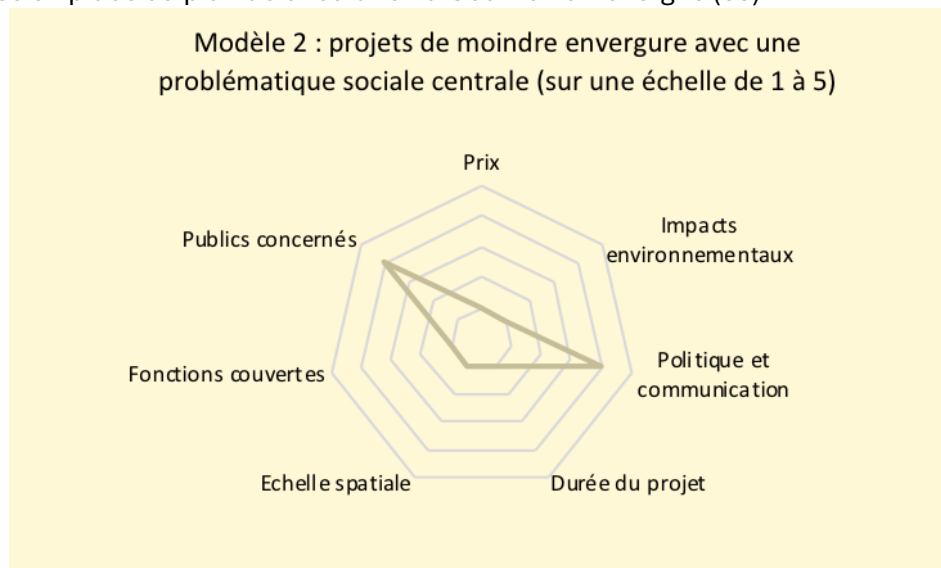 Modèle 2 : projets de moindre envergure avec une
problématique sociale centrale (sur une échelle de 1 à 5)
Prix
Impacts
environnementaux
Publics concernés
Politique et
communication
Fonctions couvertes
Echelle spatiale
Durée du projet